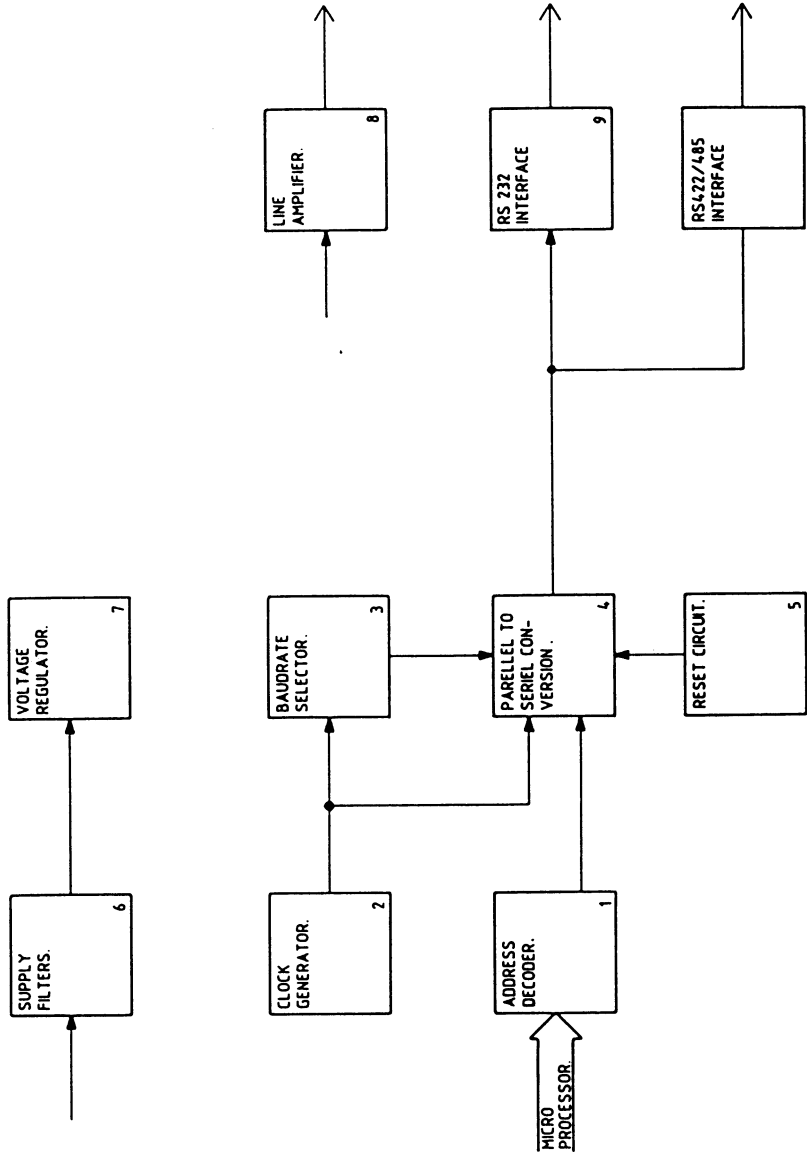 SUPPLY
FILTERS.
6
VOLTAGE
REGULATOR.
7
CLOCK
GENERATOR.
2
BAUDRATE
SELECTOR.
3
LINE
AMPLIFIER.
8
MICRO
PROCESSOR.
ADDRESS
DECODER.
1
PARELLEL TO
SERIEL CON-
VERSION.
4
RS 232
INTERFACE
9
RESET CIRCUIT.
5
RS422/485
INTERFACE